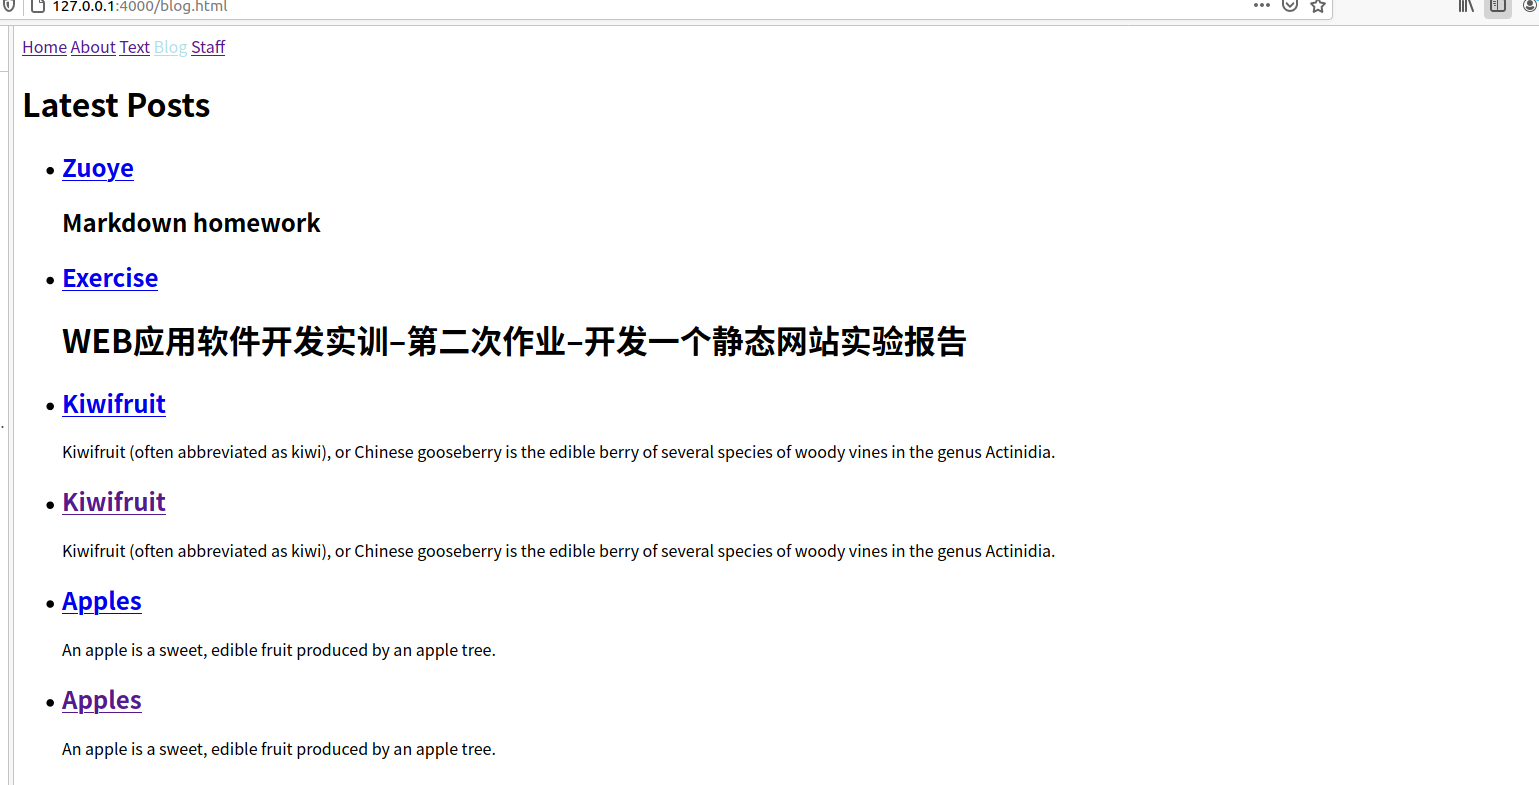 127.0.0.1:4000/blog.html
Home About Text Blog Staff
Latest Posts
Zuoye
Markdown homework
Exercise
WEB应用软件开发实训–第二次作业–开发一个静态网站实验报告
Kiwifruit
Kiwifruit (often abbreviated as kiwi), or Chinese gooseberry is the edible berry of several species of woody vines in the genus Actinidia.
Kiwifruit
Kiwifruit (often abbreviated as kiwi), or Chinese gooseberry is the edible berry of several species of woody vines in the genus Actinidia.
Apples
An apple is a sweet, edible fruit produced by an apple tree.
Apples
An apple is a sweet, edible fruit produced by an apple tree.